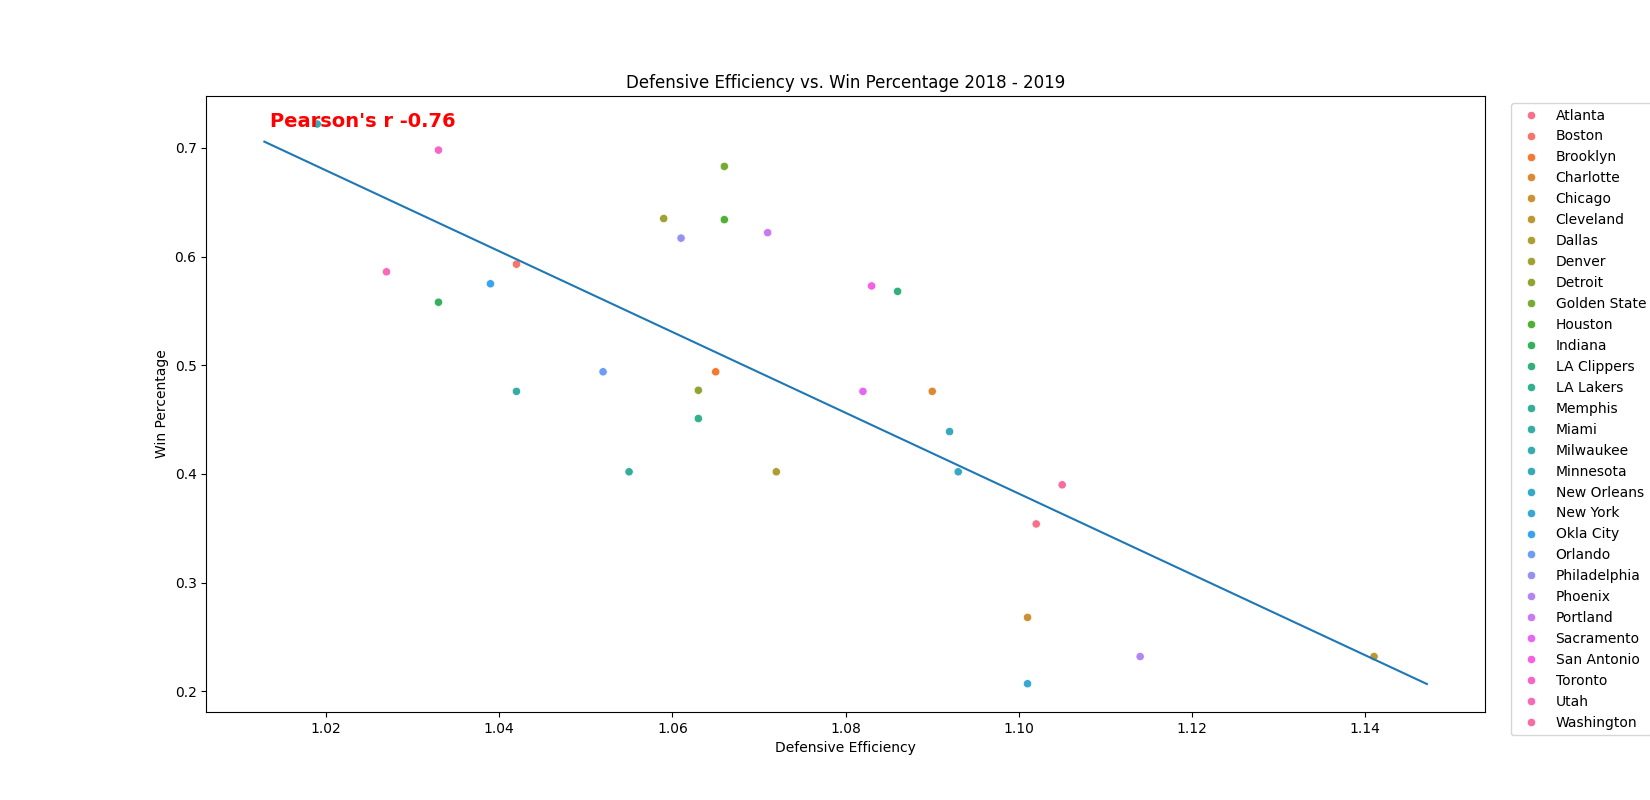 Defensive Efficiency vs. Win Percentage 2018 - 2019
Pearson's r -0.76
Win Percentage
0.7
0.6
0.5
0.4
0.3
0.2
1.02 1.04 1.06 1.08 1.10 1.12 1.14
Defensive Efficiency
Atlanta
Boston
Brooklyn
Charlotte
Chicago
Cleveland
Dallas
Denver
Detroit
Golden State
Houston
Indiana
LA Clippers
LA Lakers
Memphis
Miami
Milwaukee
Minnesota
New Orleans
New York
Okla City
Orlando
Philadelphia
Phoenix
Portland
Sacramento
San Antonio
Toronto
Utah
Washington